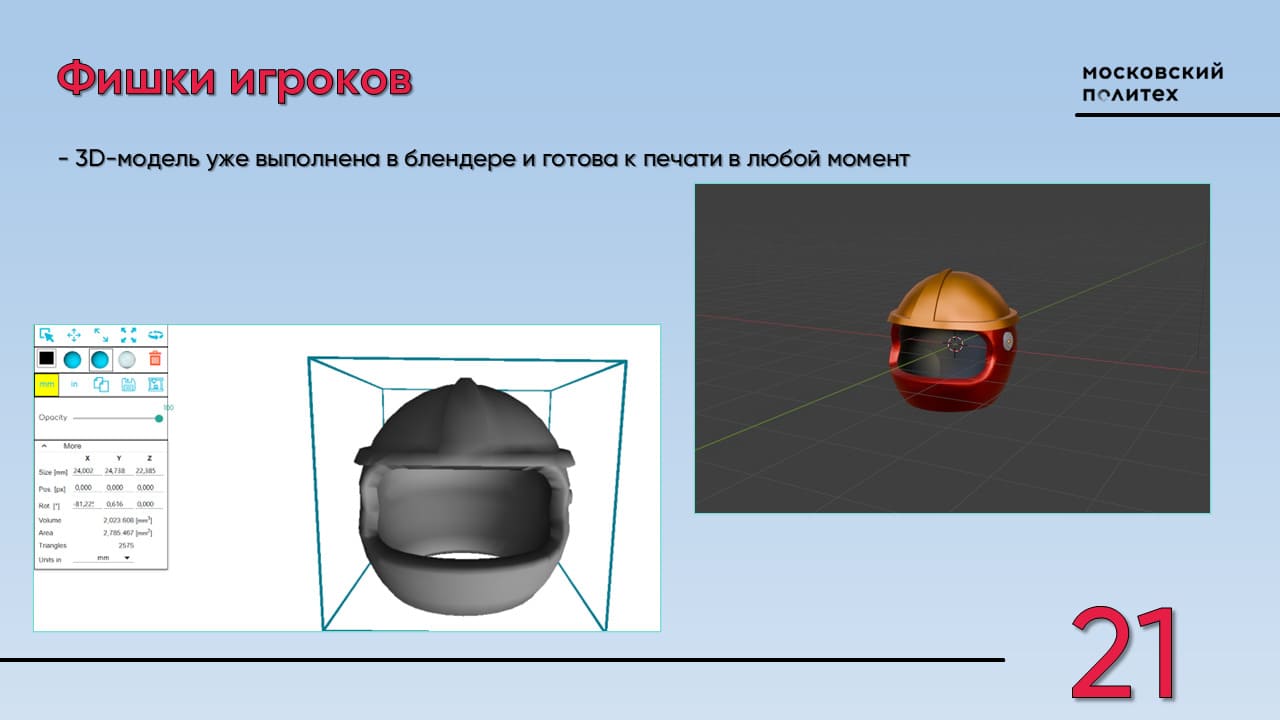 Фишки игроков
МОСКОВСКИЙ
ПОЛИТЕХ
- 3D-модель уже выполнена в блендере и готова к печати в любой момент
mm in
100
Opacity
More
X Y Z
Size [mm] 24,002 24,738 22,385
Pos. [px] 0,000 0,000 0,000
Rot. [°] -81,22° 0,616 0,000
Volume 2,023.608 [mm³]
Area 2,785.467 [mm²]
Triangles 2575
Units in mm
21